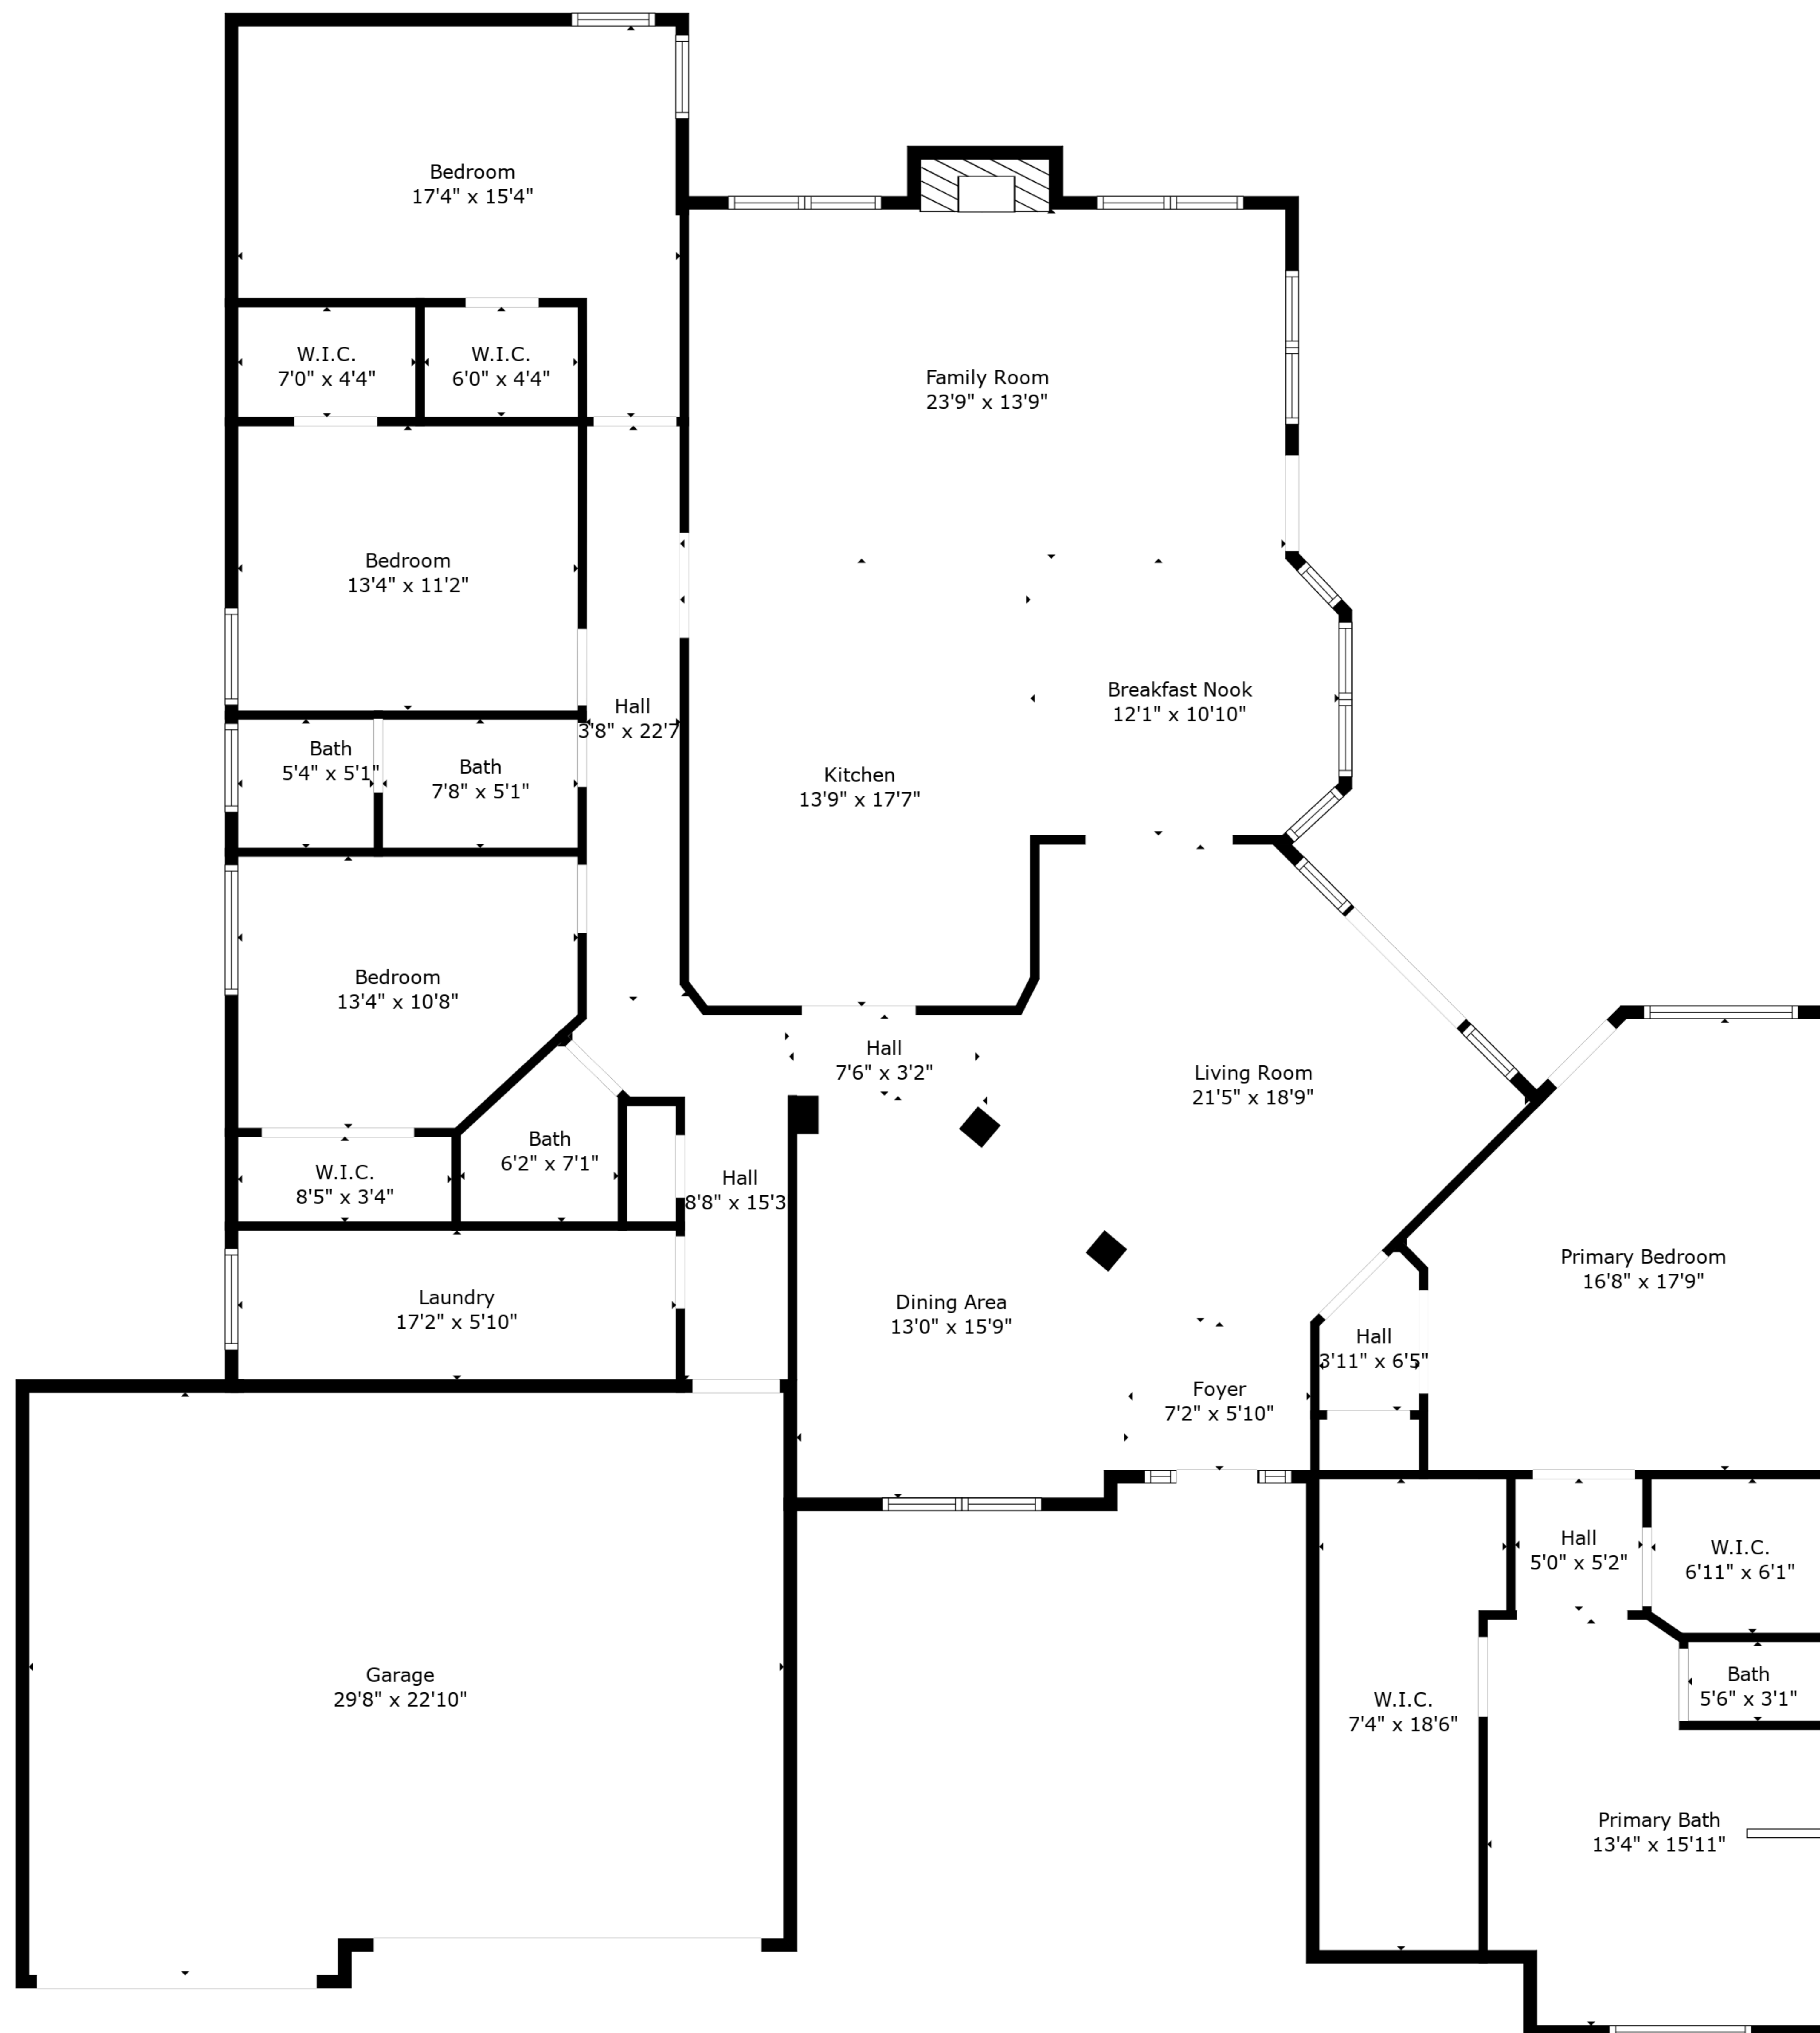 Bedroom
17'4" x 15'4"
W.I.C.
7'0" x 4'4"
W.I.C.
6'0" x 4'4"
Family Room
23'9" x 13'9"
Bedroom
13'4" x 11'2"
Hall
3'8" x 22'7
Breakfast Nook
12'1" x 10'10"
Bath
5'4" x 5'1"
Bath
7'8" x 5'1"
Kitchen
13'9" x 17'7"
Bedroom
13'4" x 10'8"
Hall
7'6" x 3'2"
Living Room
21'5" x 18'9"
Bath
6'2" x 7'1"
W.I.C.
8'5" x 3'4"
Hall
8'8" x 15'3
Primary Bedroom
16'8" x 17'9"
Laundry
17'2" x 5'10"
Dining Area
13'0" x 15'9"
Hall
3'11" x 6'5"
Foyer
7'2" x 5'10"
Hall
5'0" x 5'2"
W.I.C.
6'11" x 6'1"
Garage
29'8" x 22'10"
W.I.C.
7'4" x 18'6"
Bath
5'6" x 3'1"
Primary Bath
13'4" x 15'11"